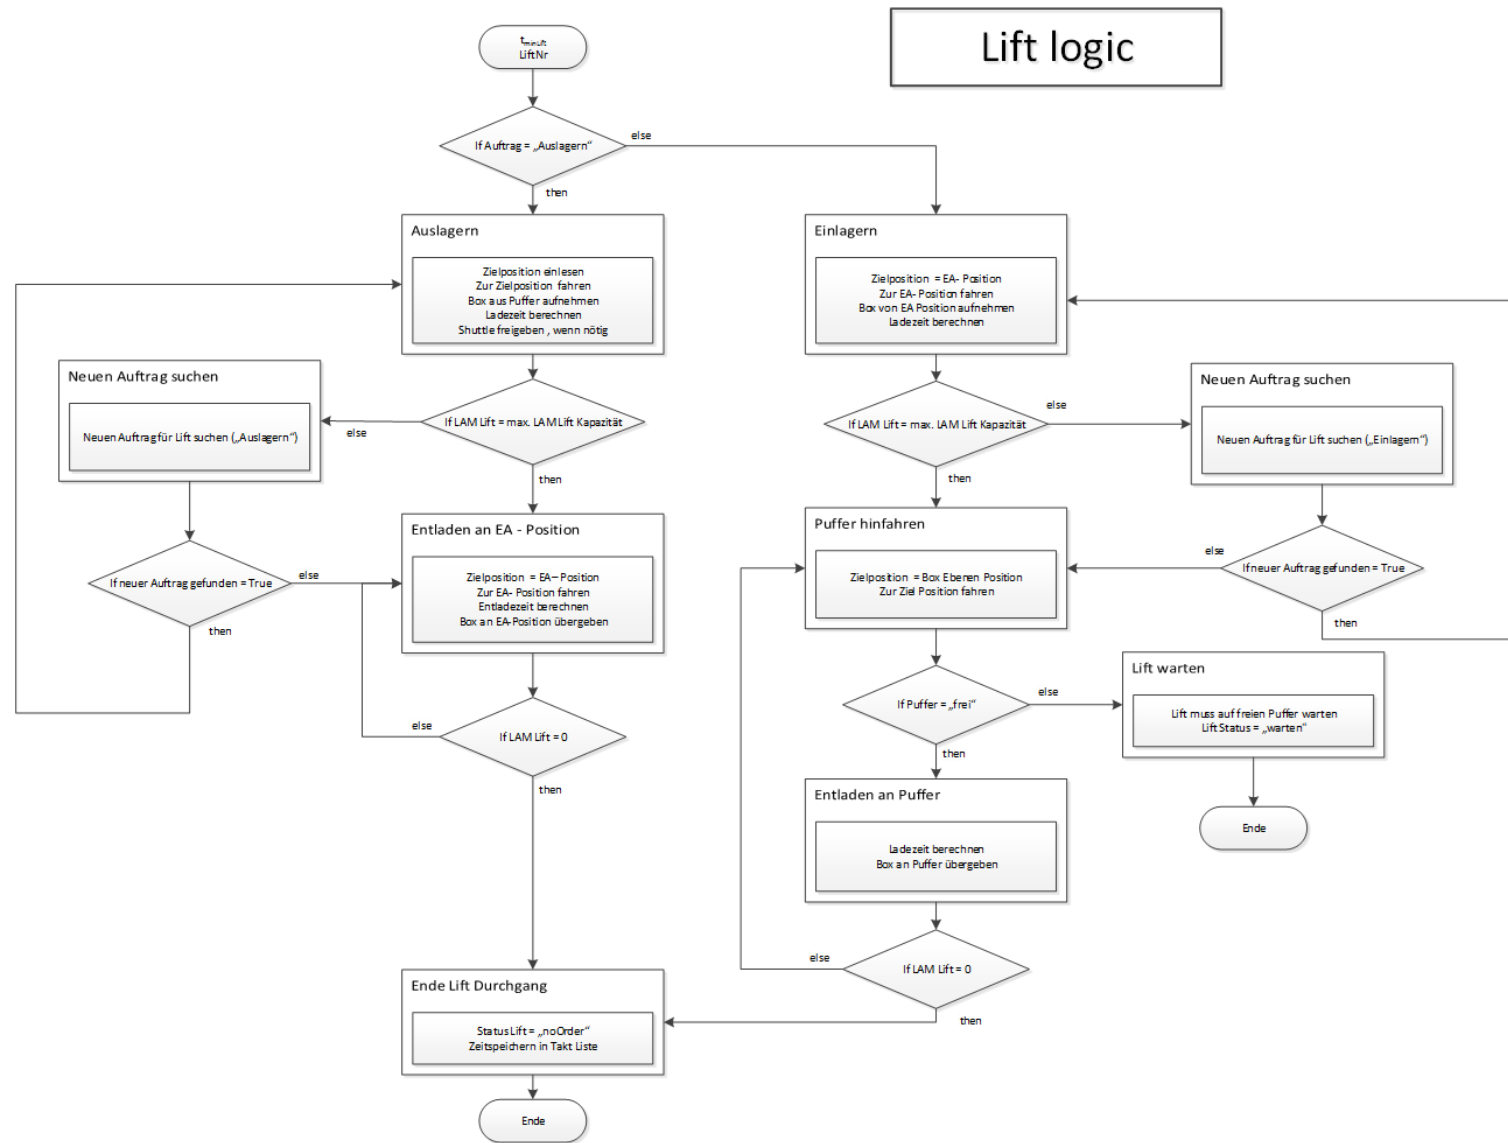 Lift logic
t_minLift
LiftNr
If Auftrag = „Auslagern“
else
then
Auslagern
Zielposition einlesen
Zur Zielposition fahren
Box aus Puffer aufnehmen
Ladezeit berechnen
Shuttle freigeben , wenn nötig
Einlagern
Zielposition = EA- Position
Zur EA- Position fahren
Box von EA Position aufnehmen
Ladezeit berechnen
Neuen Auftrag suchen
Neuen Auftrag für Lift suchen („Auslagern“)
If LAM Lift = max. LAM Lift Kapazität
else
then
If LAM Lift = max. LAM Lift Kapazität
else
then
Neuen Auftrag suchen
Neuen Auftrag für Lift suchen („Einlagern“)
If neuer Auftrag gefunden = True
else
then
Entladen an EA - Position
Zielposition = EA– Position
Zur EA- Position fahren
Entladezeit berechnen
Box an EA-Position übergeben
Puffer hinfahren
Zielposition = Box Ebenen Position
Zur Ziel Position fahren
else
If neuer Auftrag gefunden = True
then
else
If LAM Lift = 0
then
If Puffer = „frei“
else
then
Lift warten
Lift muss auf freien Puffer warten
Lift Status = „warten“
Ende
Entladen an Puffer
Ladezeit berechnen
Box an Puffer übergeben
else
If LAM Lift = 0
then
Ende Lift Durchgang
Status Lift = „noOrder“
Zeitspeichern in Takt Liste
Ende